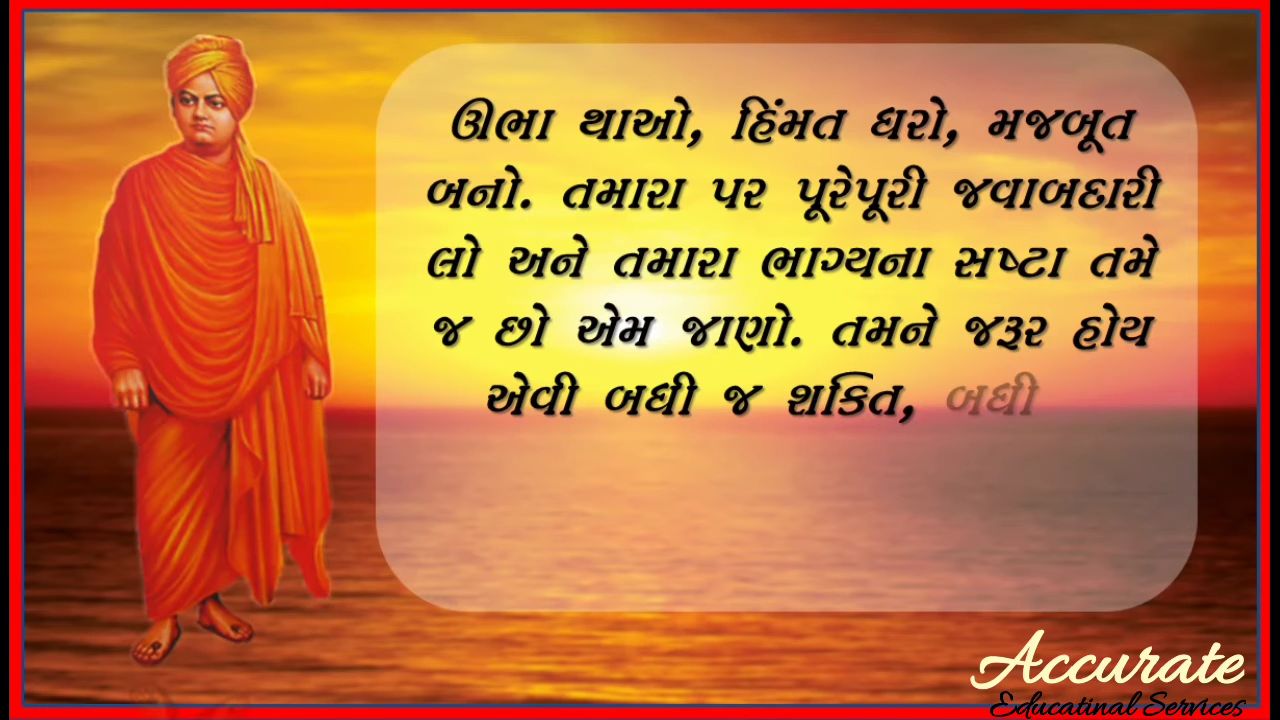 ઊભા થાઓ, હિંમત ધરો, મજબૂત
બનો. તમારા પર પૂરેપૂરી જવાબદારી
લો અને તમારા ભાગ્યના સષ્ટા તમે
જ છો એમ જાણો. તમને જરૂર હોય
એવી બધી જ શકિત, બધી
Accurate
Educatinal Services